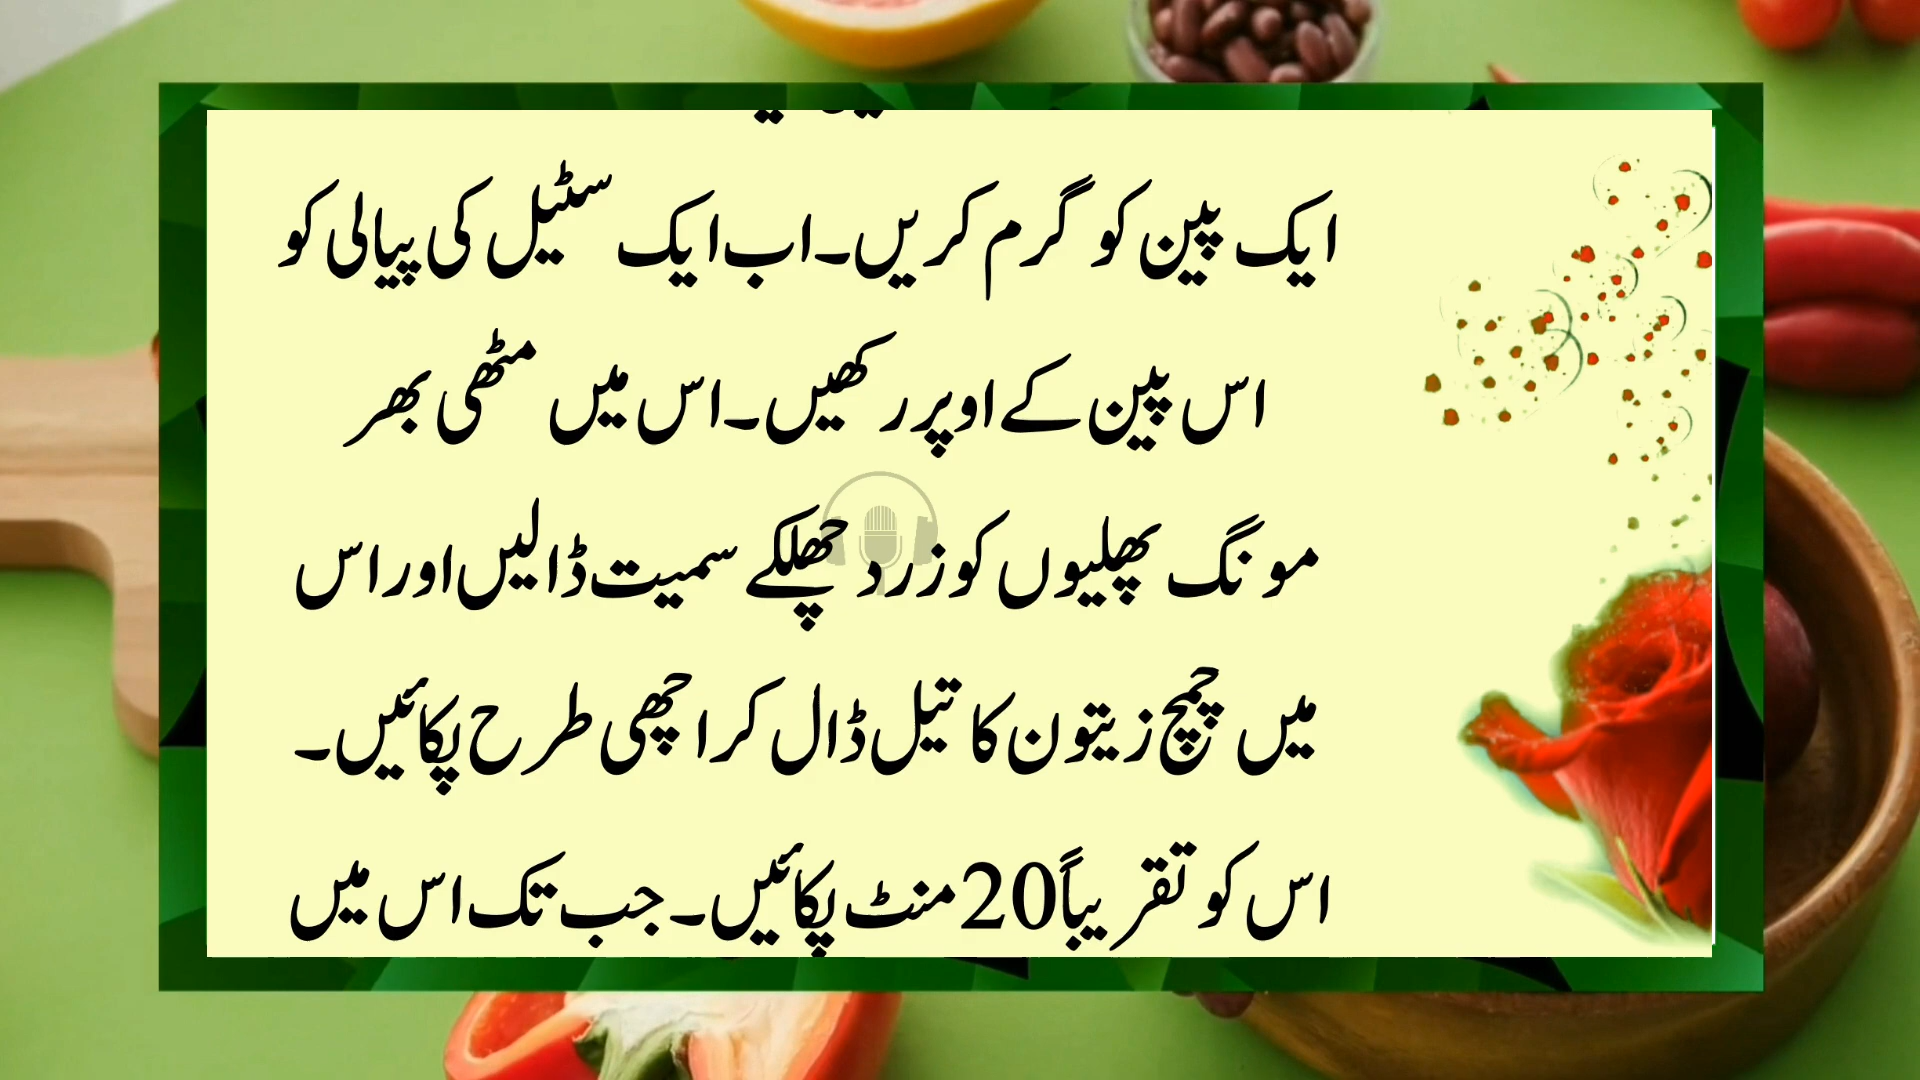 ایک پین کو گرم کریں۔اب ایک سٹیل کی پیالی کو
اس پین کے اوپر رکھیں۔اس میں مٹھی بھر
مونگ پھلیوں کو زرد چھلکے سمیت ڈالیں اور اس
میں چمچ زیتون کا تیل ڈال کر اچھی طرح پکائیں۔
اس کو تقریباً20منٹ پکائیں۔جب تک اس میں